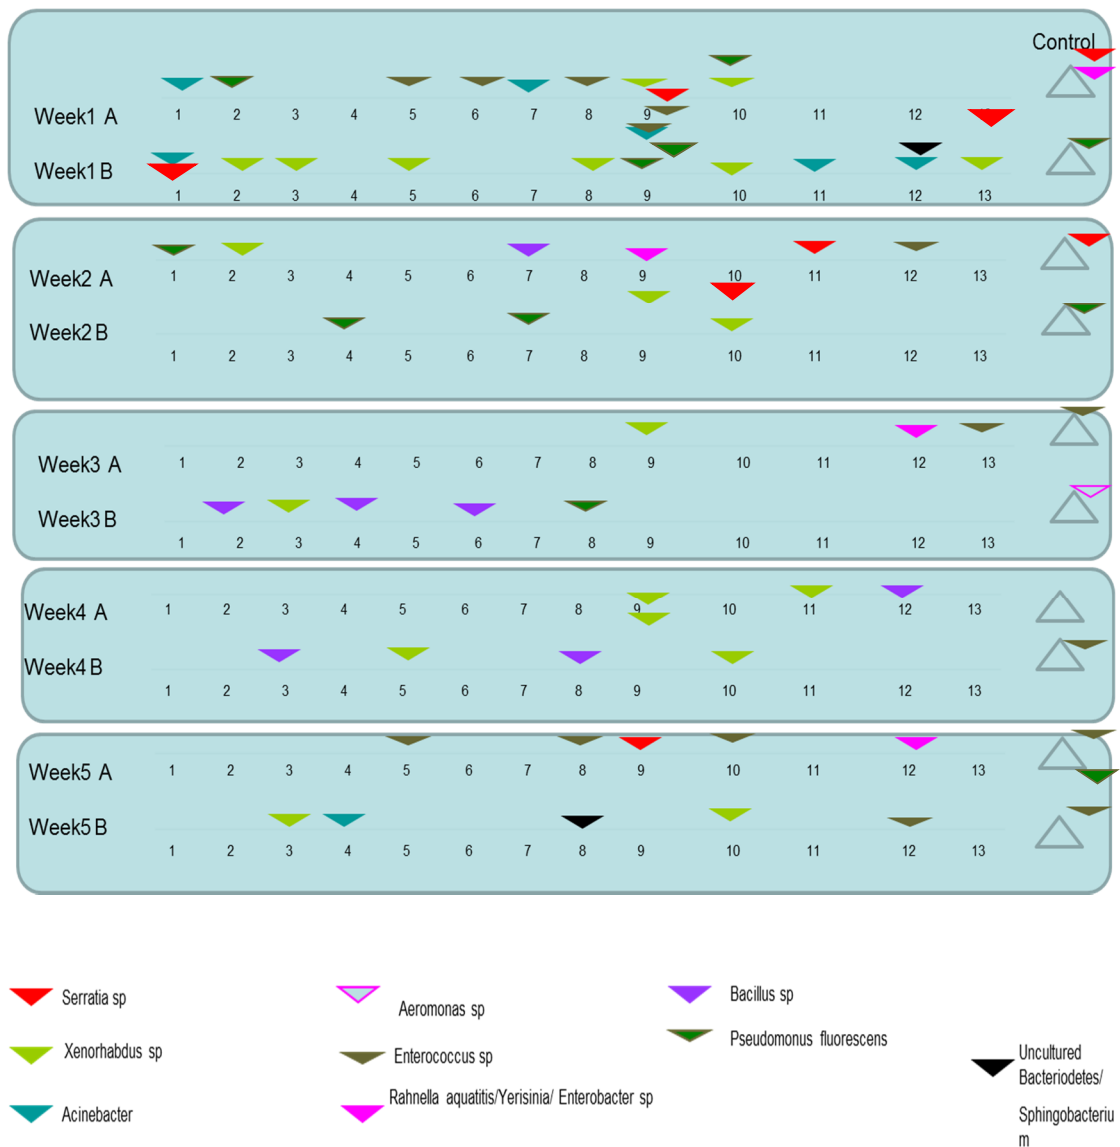 Control
1 2 3 4 5 6 7 8 9 10 11 12
Week1 A
Week1 B
1 2 3 4 5 6 7 8 9 10 11 12 13
Week2 A
1 2 3 4 5 6 7 8 9 10 11 12 13
Week2 B
1 2 3 4 5 6 7 8 9 10 11 12 13
Week3 A
1 2 3 4 5 6 7 8 9 10 11 12 13
Week3 B
1 2 3 4 5 6 7 8 9 10 11 12 13
Week4 A
1 2 3 4 5 6 7 8 9 10 11 12 13
Week4 B
1 2 3 4 5 6 7 8 9 10 11 12 13
Week5 A
1 2 3 4 5 6 7 8 9 10 11 12 13
Week5 B
1 2 3 4 5 6 7 8 9 10 11 12 13
Serratia sp
Aeromonas sp
Bacillus sp
Xenorhabdus sp
Enterococcus sp
Pseudomonus fluorescens
Acinebacter
Rahnella aquatitis/Yerisinia/ Enterobacter sp
Uncultured
Bacteriodetes/
Sphingobacteriu
m